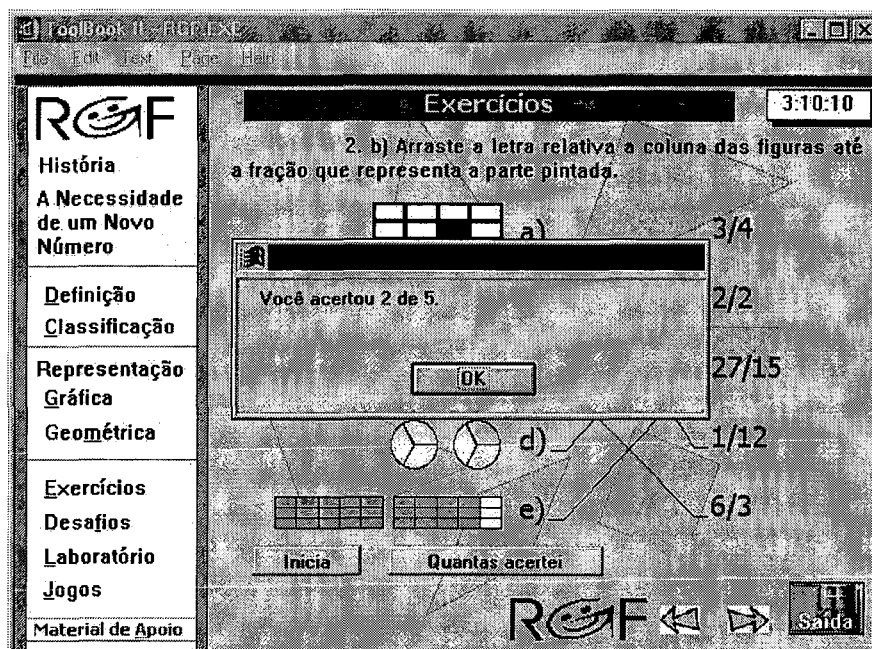 ToolBook II - RGF.EXE
File Edit Text Page Help
RGF
História
A Necessidade
de um Novo
Número
Definição
Classificação
Representação
Gráfica
Geométrica
Exercícios
Desafios
Laboratório
Jogos
Material de Apoio
Exercícios
3:10:10
2. b) Arraste a letra relativa a coluna das figuras até
a fração que representa a parte pintada.
a) 3/4
Você acertou 2 de 5.
OK
2/2
27/15
d) 1/12
e) 6/3
Inicia
Quantas acertei
RGF
Saída